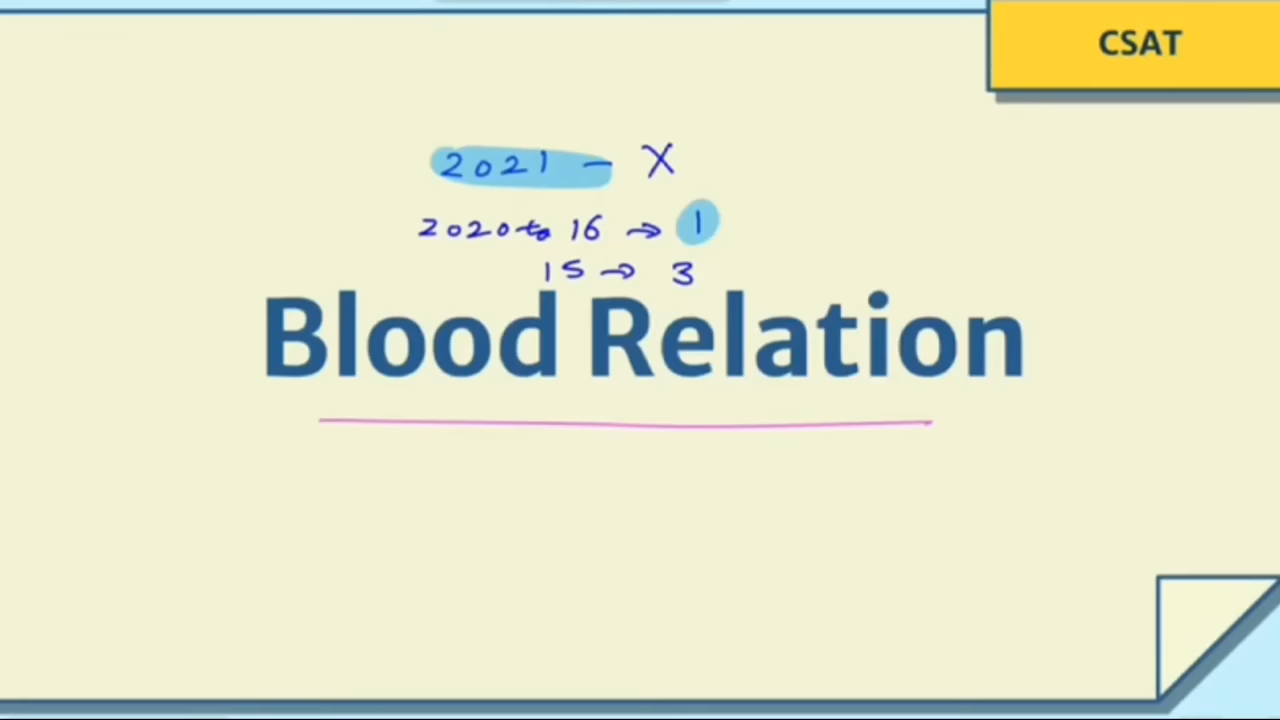 CSAT
2021 - X
2020 to 16 → 1
15 → 3
Blood Relation